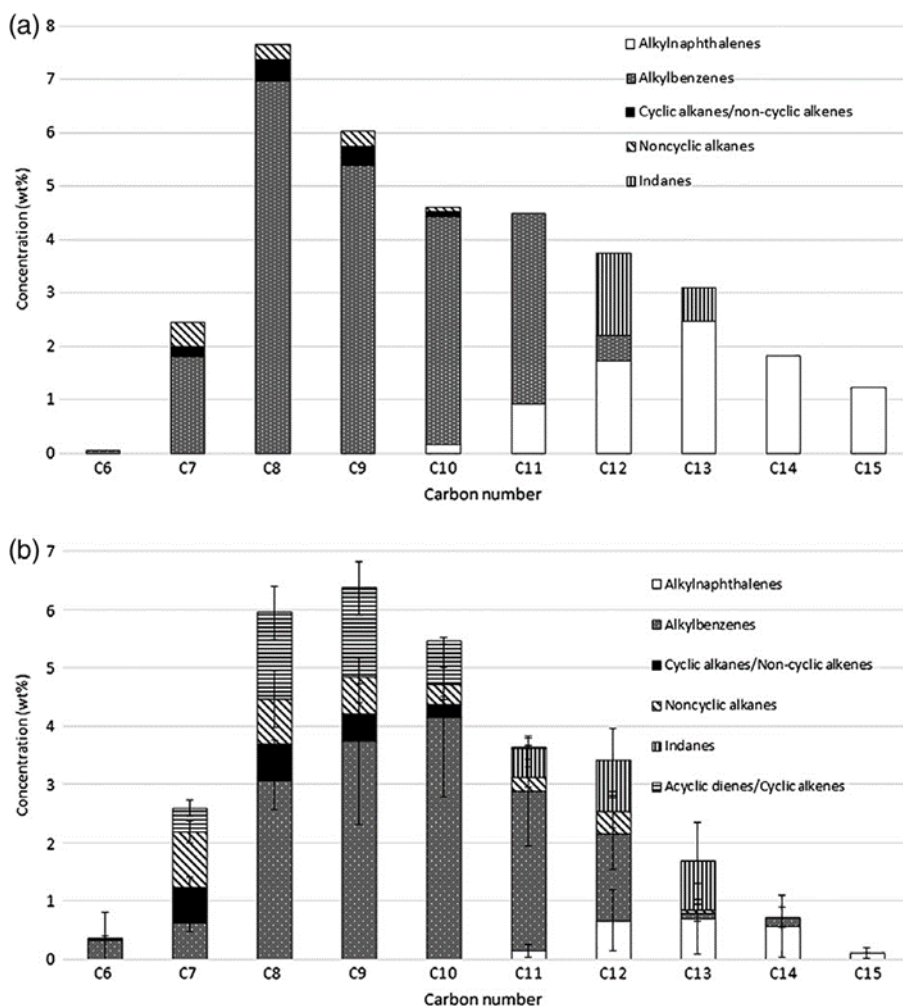 (a)
8
7
6
5
4
3
2
1
0
Concentration (wt%)
Alkylnaphthalenes
Alkylbenzenes
Cyclic alkanes/non-cyclic alkenes
Noncyclic alkanes
Indanes
C6 C7 C8 C9 C10 C11 C12 C13 C14 C15
Carbon number
(b)
7
6
5
4
3
2
1
0
Concentration (wt%)
Alkylnaphthalenes
Alkylbenzenes
Cyclic alkanes/Non-cyclic alkenes
Noncyclic alkanes
Indanes
Acyclic dienes/Cyclic alkenes
C6 C7 C8 C9 C10 C11 C12 C13 C14 C15
Carbon number